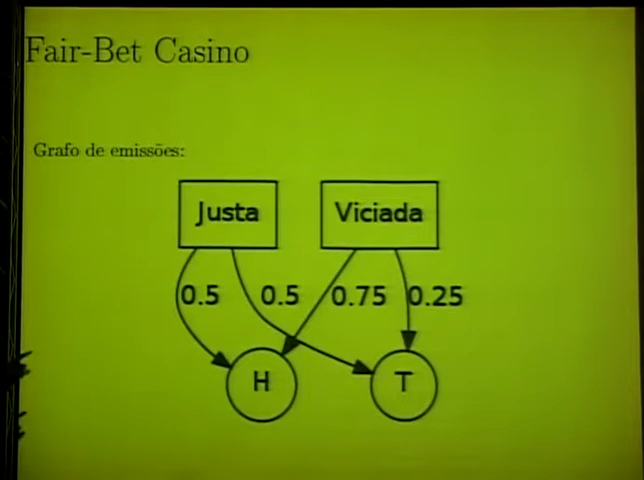 Fair-Bet Casino
Grafo de emissões:
Justa Viciada
0.5 0.5 0.75 0.25
H T